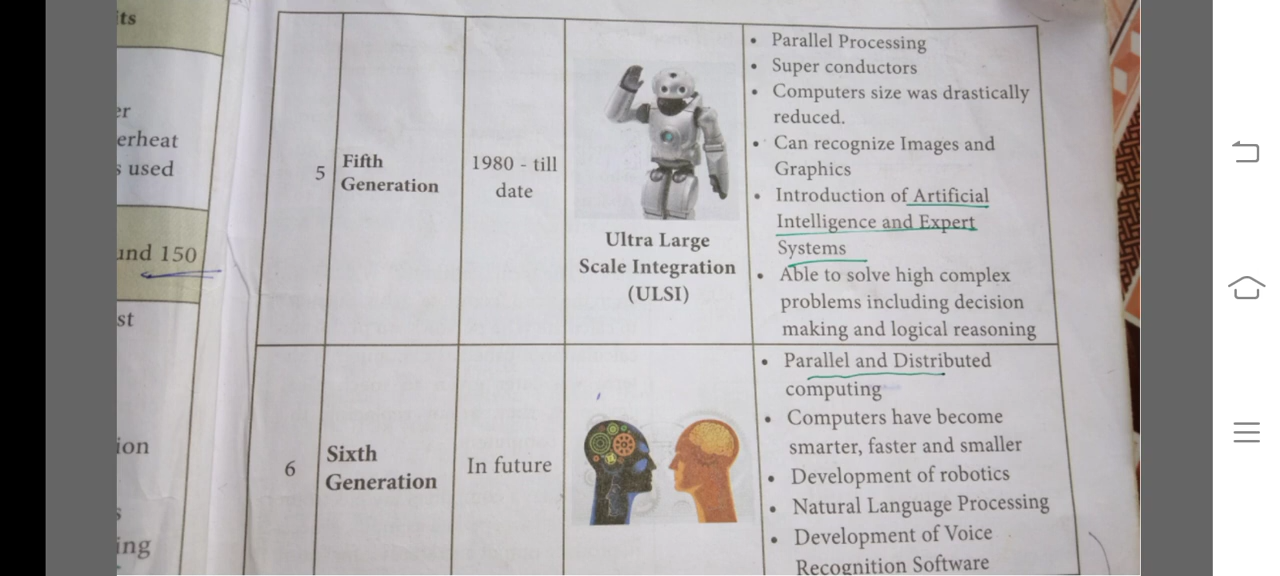 its
er
erheat
s used
und 150
st
ion
s
ing
5
Fifth
Generation
1980 - till
date
Ultra Large
Scale Integration
(ULSI)
• Parallel Processing
• Super conductors
• Computers size was drastically
reduced.
• Can recognize Images and
Graphics
• Introduction of Artificial
Intelligence and Expert
Systems
• Able to solve high complex
problems including decision
making and logical reasoning
6
Sixth
Generation
In future
• Parallel and Distributed
computing
• Computers have become
smarter, faster and smaller
• Development of robotics
• Natural Language Processing
• Development of Voice
Recognition Software